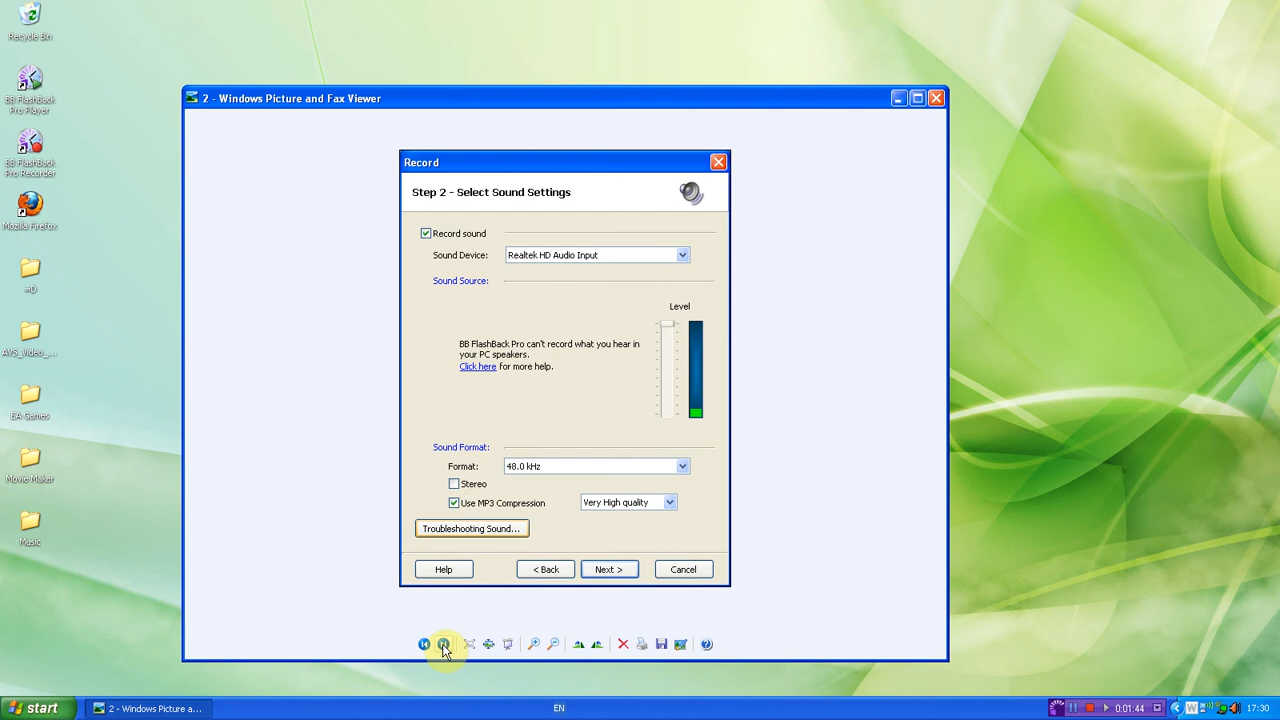 Recycle Bin
BB FlashBack
Pro Player
BB FlashBack
Pro Recorder
Mozilla Firefox
=D
AVS_Video_...
EA Games
Movie Maker
Music
2 - Windows Picture and Fax Viewer
Record
Step 2 - Select Sound Settings
Record sound
Sound Device:
Realtek HD Audio Input
Sound Source:
Level
BB FlashBack Pro can't record what you hear in
your PC speakers.
Click here for more help.
Sound Format:
Format:
48.0 kHz
Stereo
Use MP3 Compression
Very High quality
Troubleshooting Sound...
Help
< Back
Next >
Cancel
start
2 - Windows Picture a...
EN
0:01:44
W
17:30